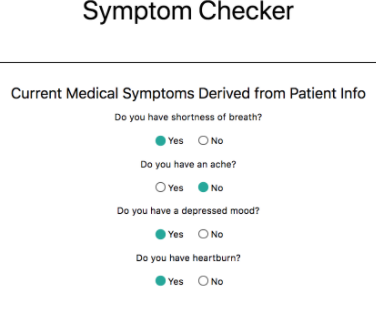 Symptom Checker
Current Medical Symptoms Derived from Patient Info
Do you have shortness of breath?
Yes No
Do you have an ache?
Yes No
Do you have a depressed mood?
Yes No
Do you have heartburn?
Yes No